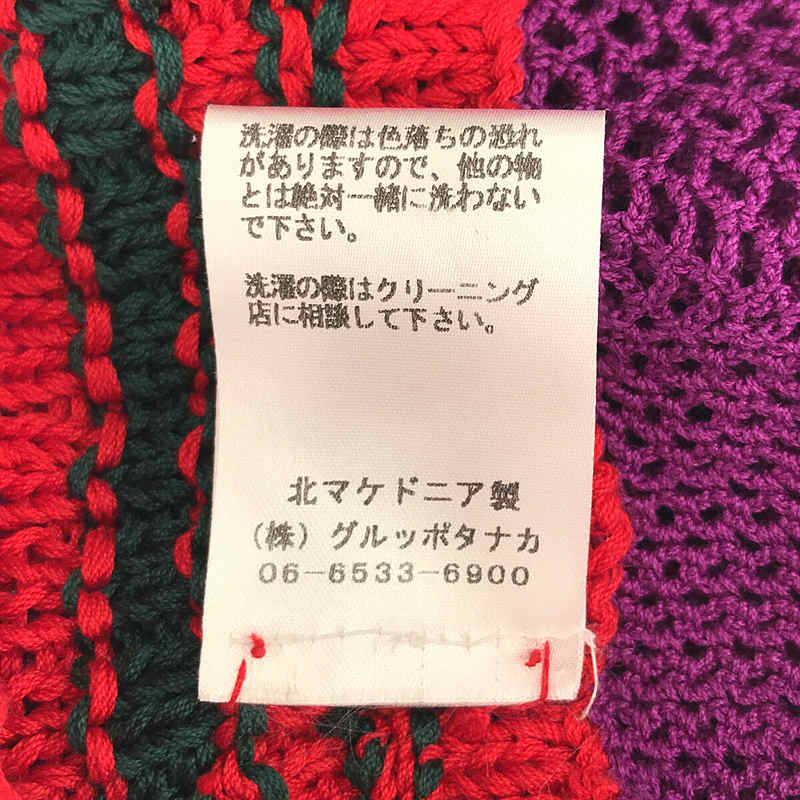 洗濯の際は色落ちの恐れ
がありますので、他の物
とは絶対一緒に洗わない
で下さい。
洗濯の際はクリーニング
店に相談して下さい。
北マケドニア製
(株) グルッポタナカ
06-6533-6900